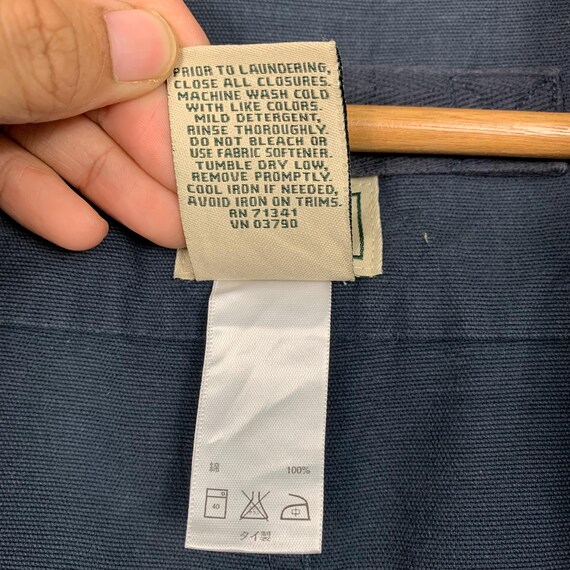 PRIOR TO LAUNDERING,
CLOSE ALL CLOSURES.
MACHINE WASH COLD
WITH LIKE COLORS.
MILD DETERGENT,
RINSE THOROUGHLY.
DO NOT BLEACH OR
USE FABRIC SOFTENER.
TUMBLE DRY LOW,
REMOVE PROMPTLY.
COOL IRON IF NEEDED,
AVOID IRON ON TRIMS.
RN 71341
VN 03790
綿 100%
40 中
タイ製